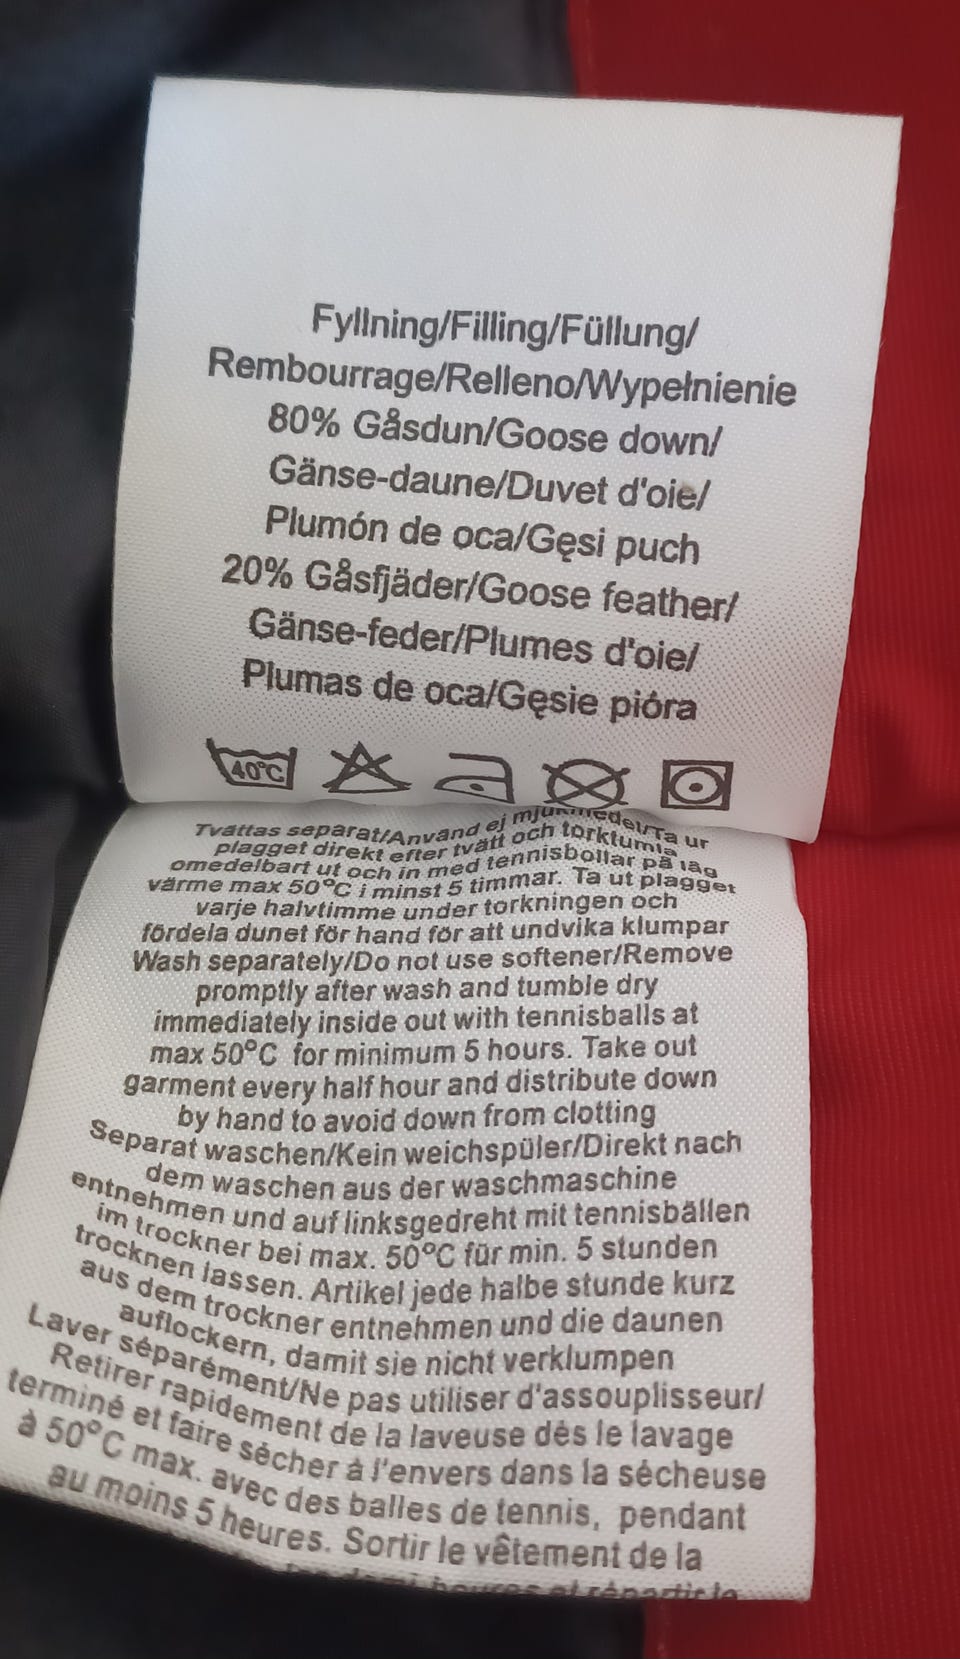 Fyllning/Filling/Füllung/
Rembourrage/Relleno/Wypełnienie
80% Gåsdun/Goose down/
Gänse-daune/Duvet d'oie/
Plumón de oca/Gęsi puch
20% Gåsfjäder/Goose feather/
Gänse-feder/Plumes d'oie/
Plumas de oca/Gęsie pióra
40°C
Tvättas separat/Använd ej mjukmedel/Ta ur
plagget direkt efter tvätt och torktumla
omedelbart ut och in med tennisbollar på låg
värme max 50°C i minst 5 timmar. Ta ut plagget
varje halvtimme under torkningen och
fördela dunet för hand för att undvika klumpar
Wash separately/Do not use softener/Remove
promptly after wash and tumble dry
immediately inside out with tennisballs at
max 50°C for minimum 5 hours. Take out
garment every half hour and distribute down
by hand to avoid down from clotting
Separat waschen/Kein weichspüler/Direkt nach
dem waschen aus der waschmaschine
entnehmen und auf linksgedreht mit tennisbällen
im trockner bei max. 50°C für min. 5 stunden
trocknen lassen. Artikel jede halbe stunde kurz
aus dem trockner entnehmen und die daunen
auflockern, damit sie nicht verklumpen
Laver séparément/Ne pas utiliser d'assouplisseur/
Retirer rapidement de la laveuse dès le lavage
terminé et faire sécher à l'envers dans la sécheuse
à 50°C max. avec des balles de tennis, pendant
au moins 5 heures. Sortir le vêtement de la